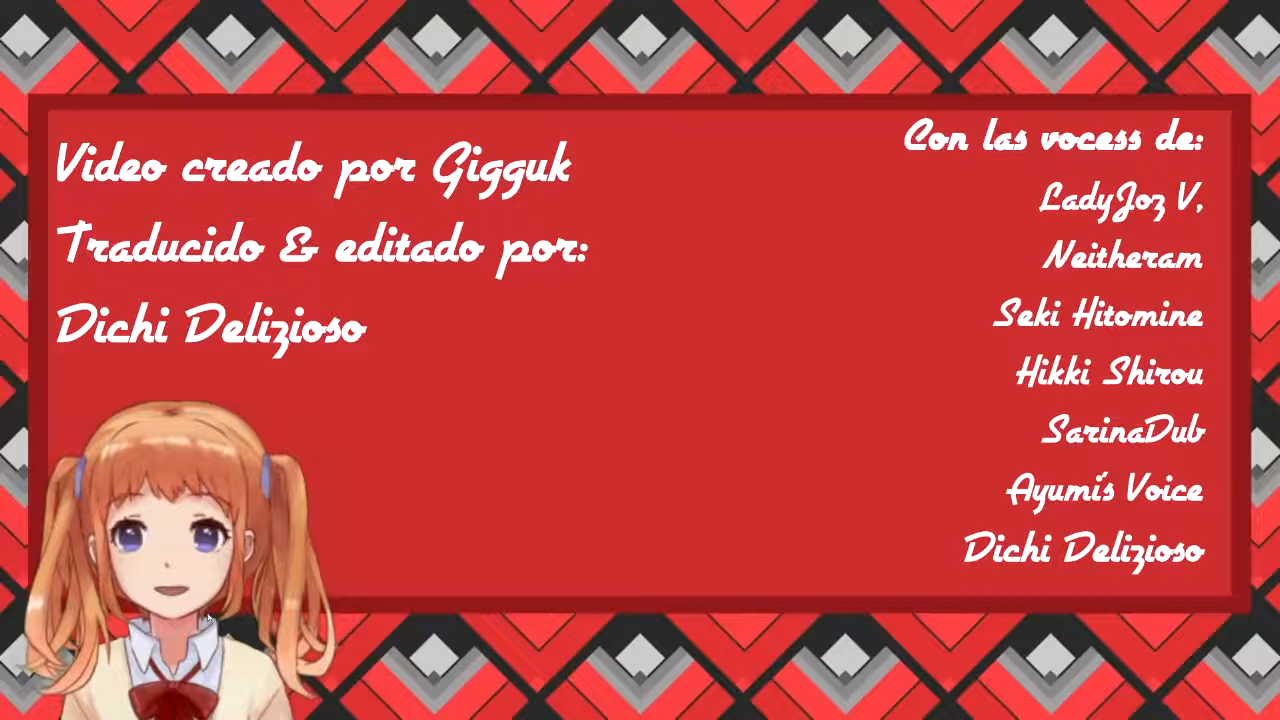 Video creado por Gigguk
Traducido & editado por:
Dichi Delizioso
Con las vocess de:
LadyJoz V,
Neitheram
Seki Hitomine
Hikki Shirou
SarinaDub
Ayumi's Voice
Dichi Delizioso